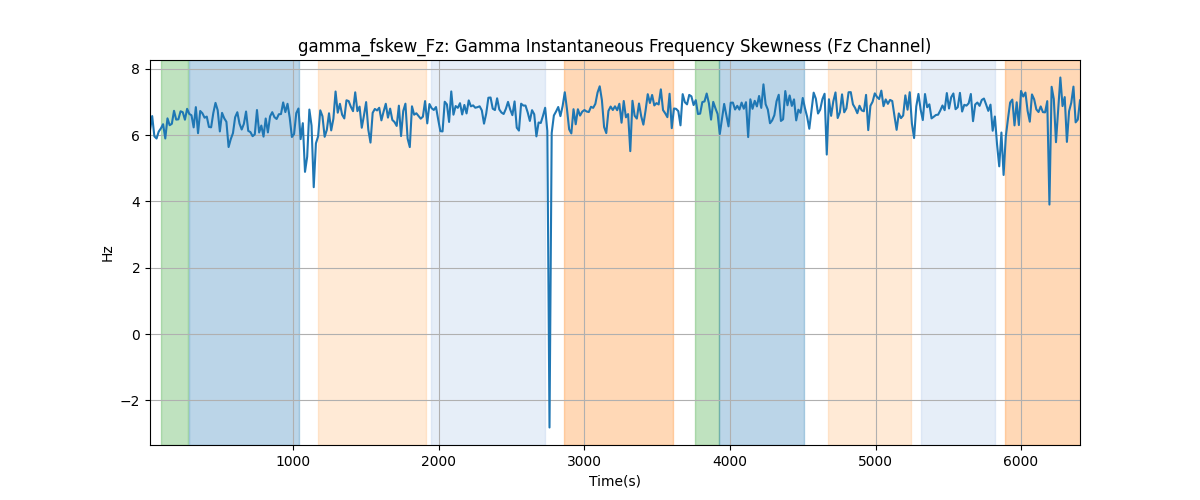 gamma_fskew_Fz: Gamma Instantaneous Frequency Skewness (Fz Channel)
8
6
4
2
0
−2
Hz
1000 2000 3000 4000 5000 6000
Time(s)